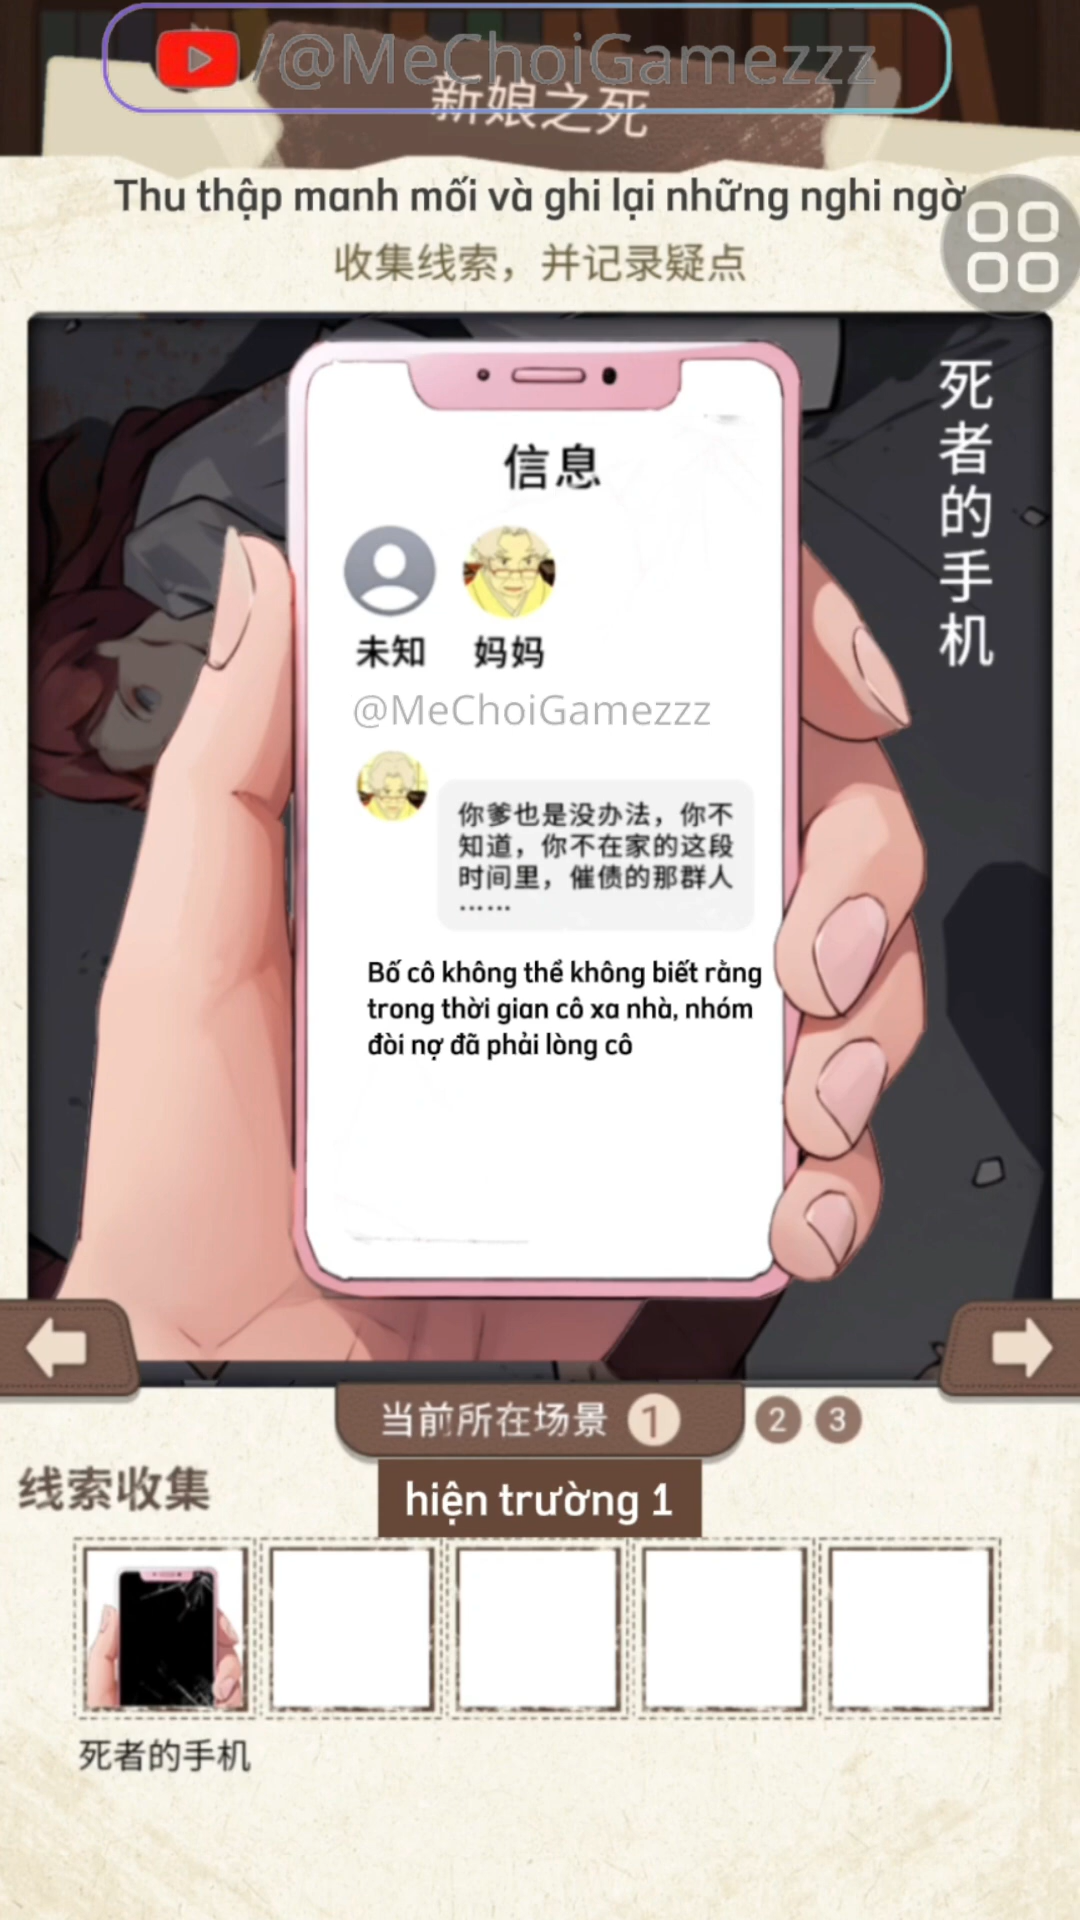 /@MeChoiGamezzz
新娘之死
Thu thập manh mối và ghi lại những nghi ngờ
收集线索，并记录疑点
死者的手机
信息
未知 妈妈
@MeChoiGamezzz
你爹也是没办法，你不
知道，你不在家的这段
时间里，催债的那群人
······
Bố cô không thể không biết rằng
trong thời gian cô xa nhà, nhóm
đòi nợ đã phải lòng cô
当前所在场景 1 2 3
线索收集
hiện trường 1
死者的手机